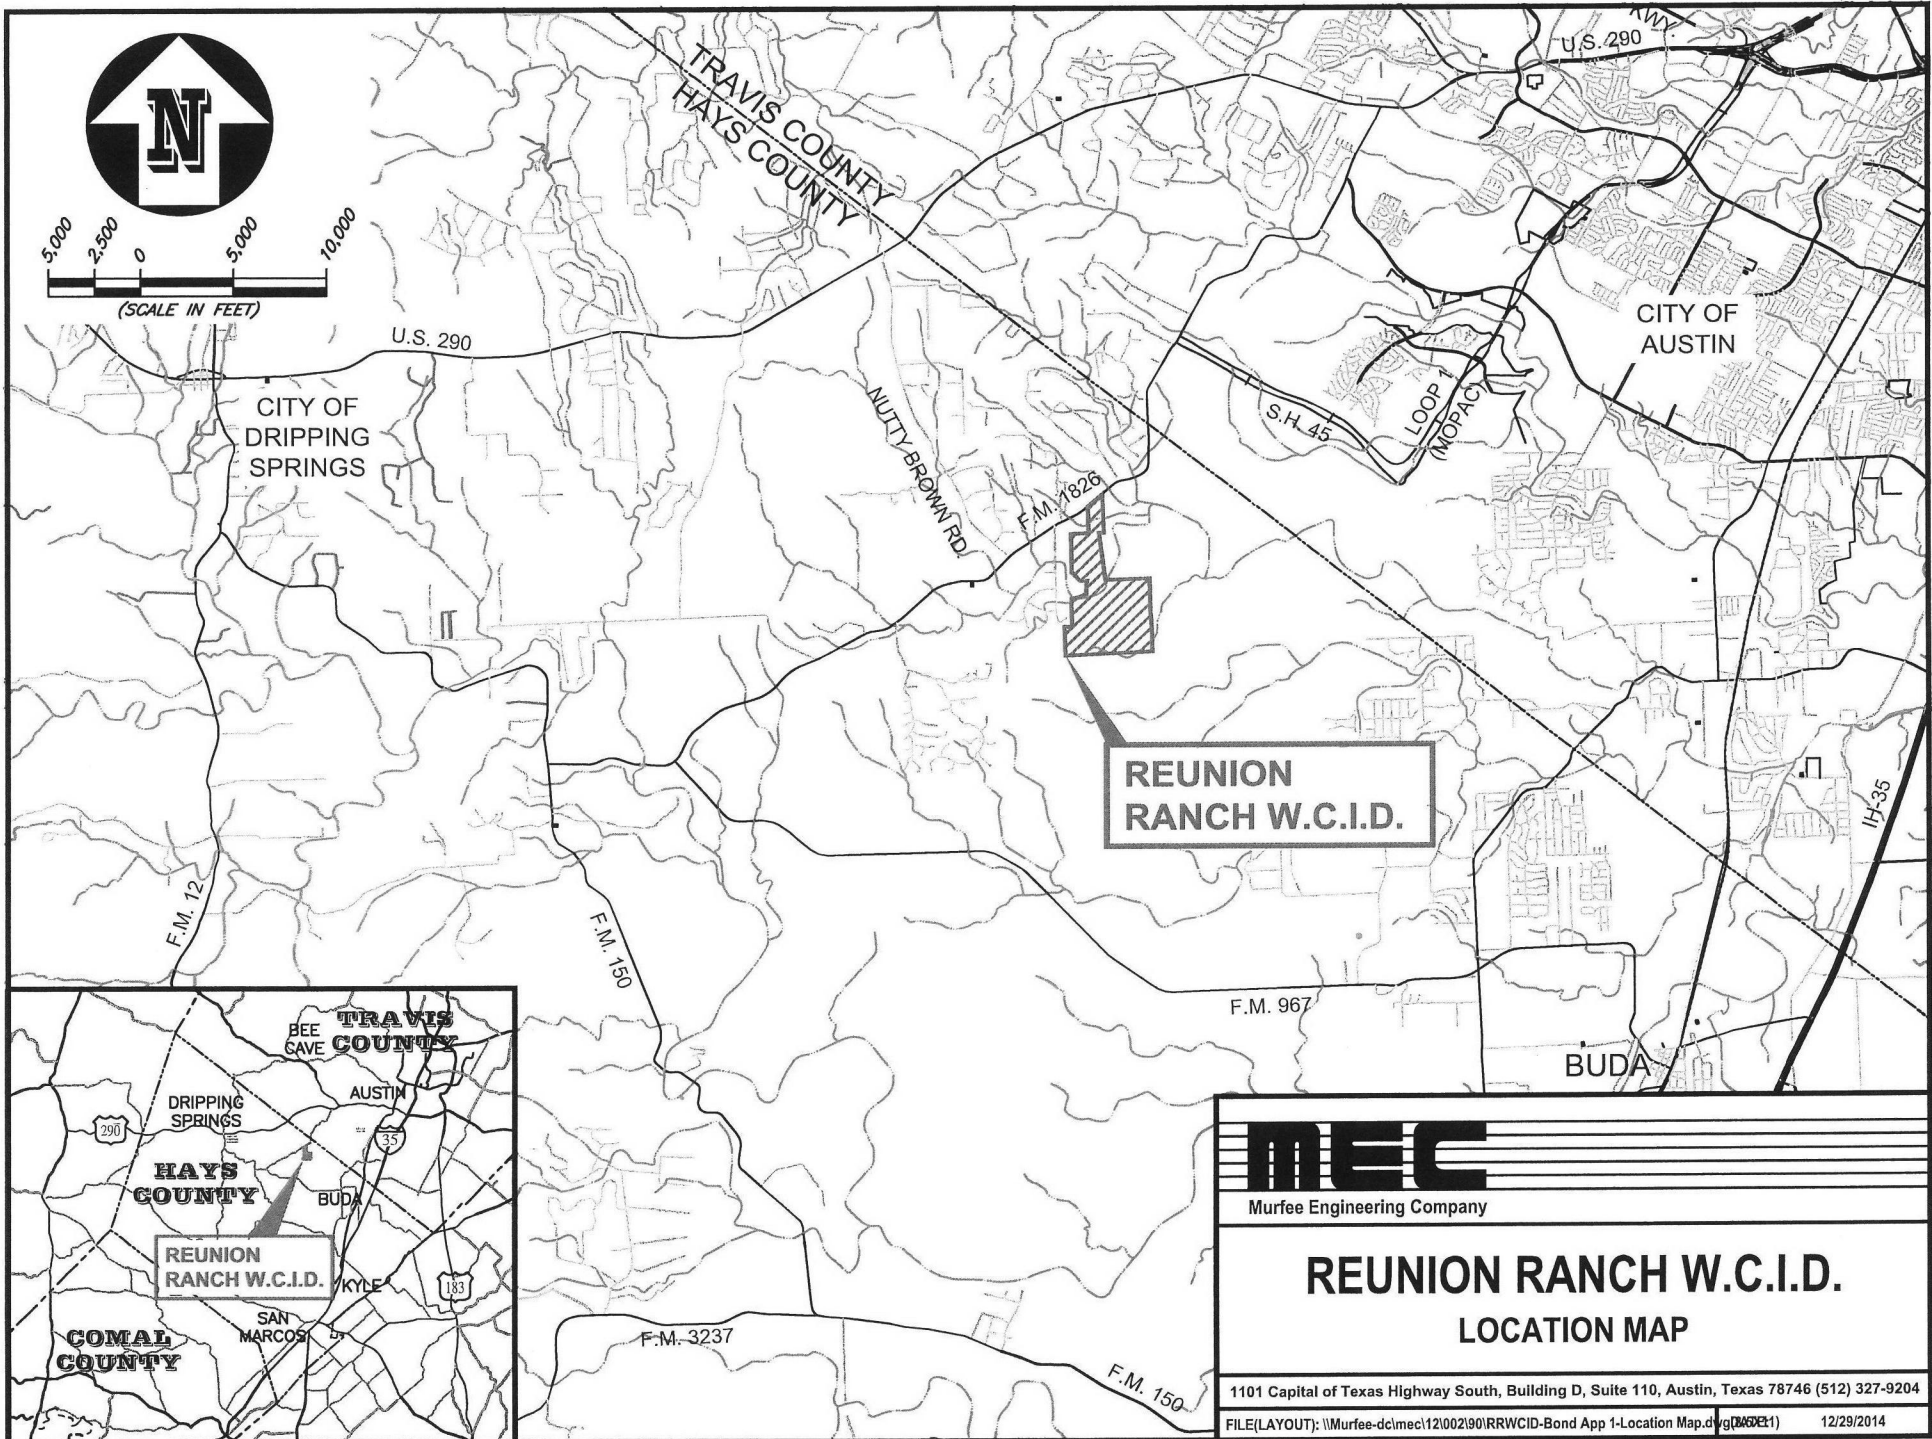 KWY.
U.S. 290
TRAVIS COUNTY
HAYS COUNTY
N
5,000
2,500
0
5,000
10,000
(SCALE IN FEET)
U.S. 290
CITY OF
DRIPPING
SPRINGS
CITY OF
AUSTIN
NUTTY BROWN RD.
LOOP 1
(MOPAC)
S.H. 45
F.M. 1826
REUNION
RANCH W.C.I.D.
IH-35
F.M. 12
F.M. 150
F.M. 967
BUDA
TRAVIS
COUNTY
BEE
CAVE
DRIPPING
SPRINGS
AUSTIN
290
35
HAYS
COUNTY
BUDA
REUNION
RANCH W.C.I.D.
KYLE
183
SAN
MARCOS
COMAL
COUNTY
F.M. 3237
F.M. 150
MEC
Murfee Engineering Company
REUNION RANCH W.C.I.D.
LOCATION MAP
1101 Capital of Texas Highway South, Building D, Suite 110, Austin, Texas 78746 (512) 327-9204
FILE(LAYOUT): \\Murfee-dc\mec\12\002\90\RRWCID-Bond App 1-Location Map.dwg 12/29/2014